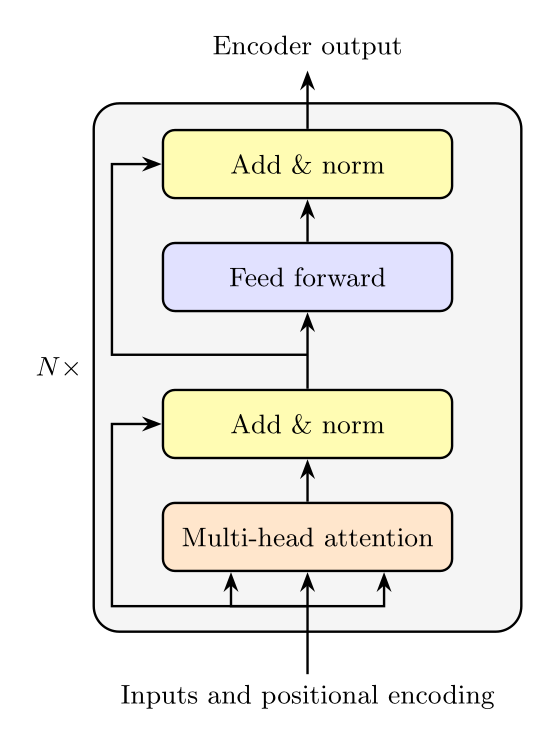 Encoder output
Add & norm
Feed forward
N×
Add & norm
Multi-head attention
Inputs and positional encoding